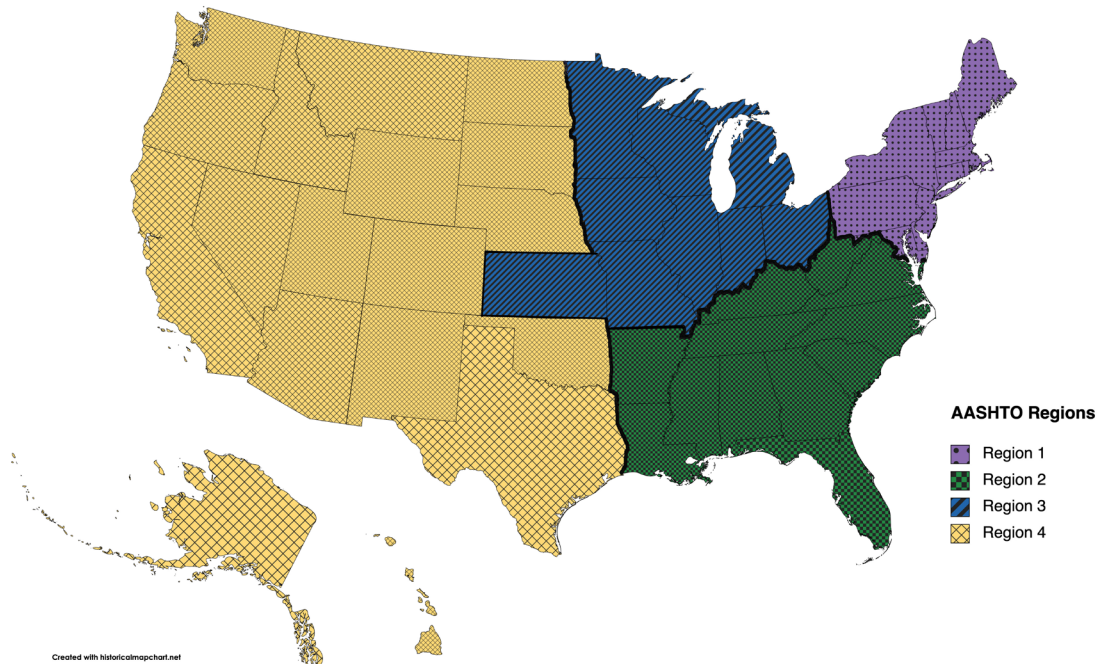 AASHTO Regions
Region 1
Region 2
Region 3
Region 4
Created with historicalmapchart.net